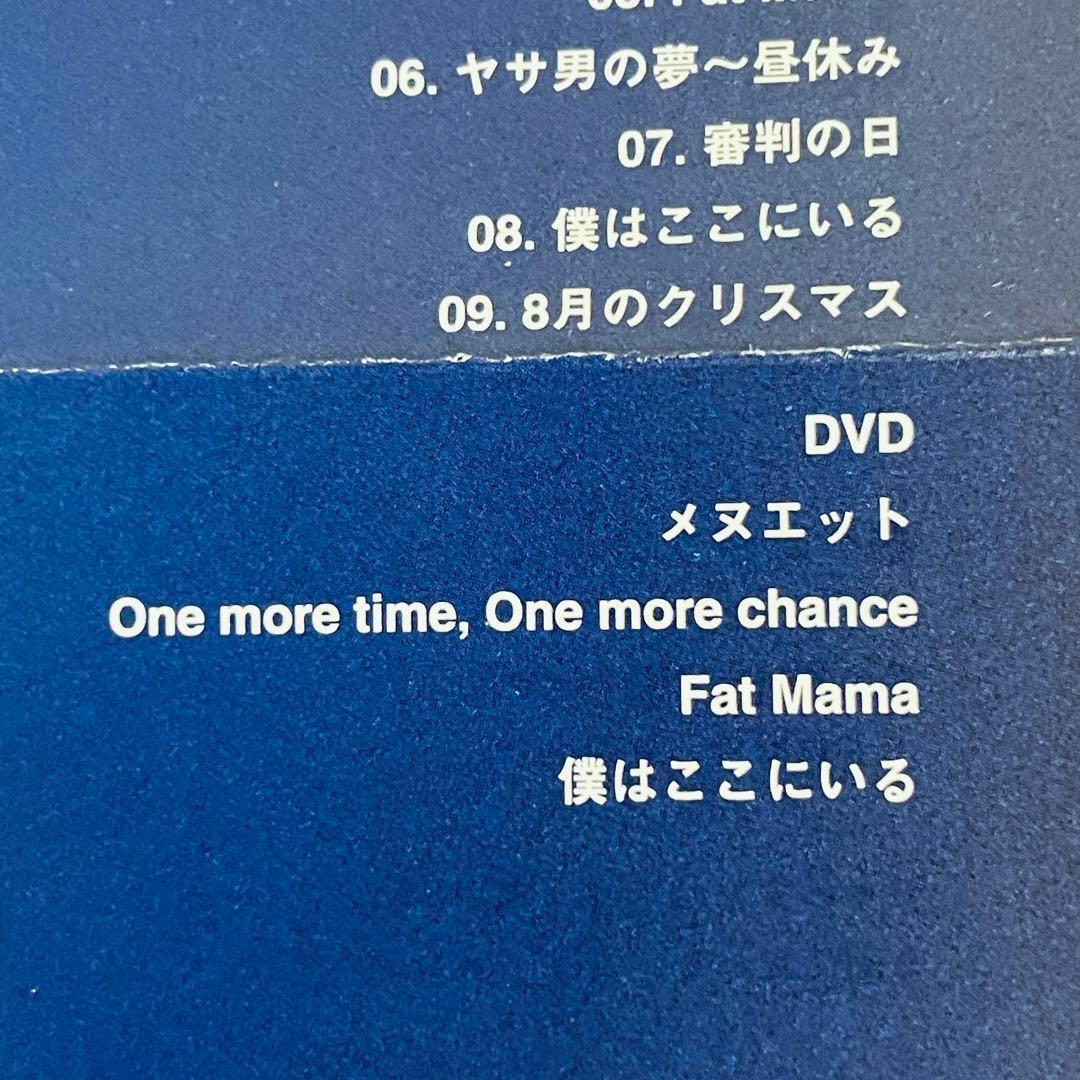 06. ヤサ男の夢〜昼休み
07. 審判の日
08. 僕はここにいる
09. 8月のクリスマス
DVD
メヌエット
One more time, One more chance
Fat Mama
僕はここにいる